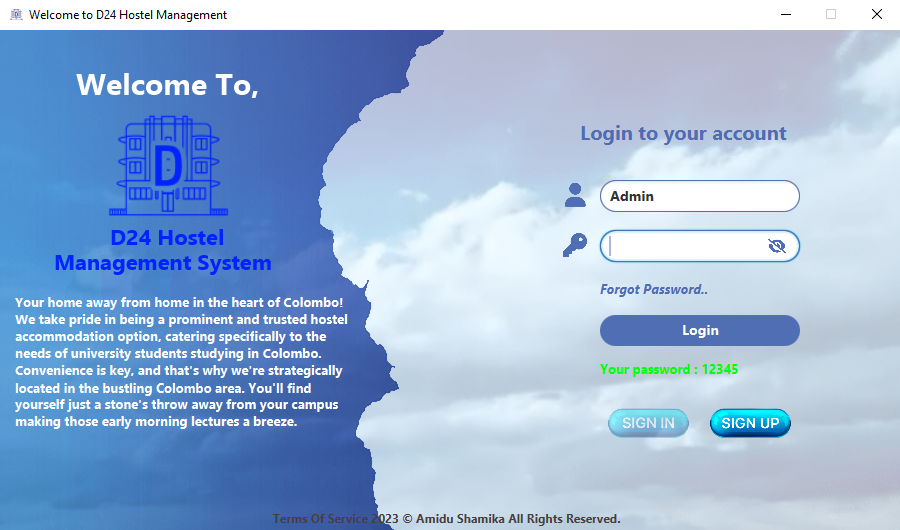 Welcome to D24 Hostel Management
Welcome To,
D
D24 Hostel
Management System
Your home away from home in the heart of Colombo!
We take pride in being a prominent and trusted hostel
accommodation option, catering specifically to the
needs of university students studying in Colombo.
Convenience is key, and that's why we're strategically
located in the bustling Colombo area. You'll find
yourself just a stone's throw away from your campus
making those early morning lectures a breeze.
Login to your account
Admin
Forgot Password..
Login
Your password : 12345
SIGN IN
SIGN UP
Terms Of Service 2023 © Amidu Shamika All Rights Reserved.